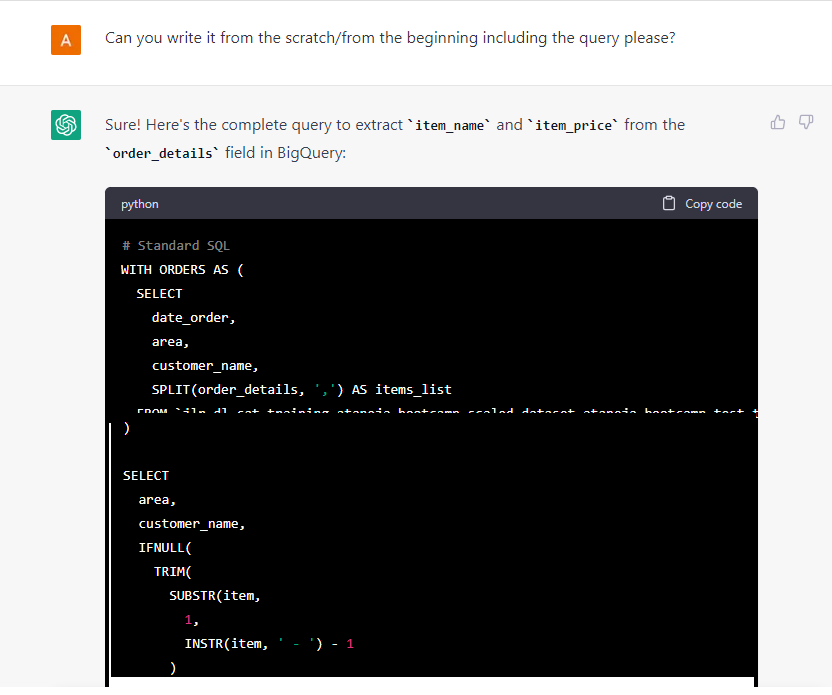 A
Can you write it from the scratch/from the beginning including the query please?
Sure! Here's the complete query to extract `item_name` and `item_price` from the
`order_details` field in BigQuery:
python
Copy code
# Standard SQL
WITH ORDERS AS (
  SELECT
    date_order,
    area,
    customer_name,
    SPLIT(order_details, ',') AS items_list
  FROM
)
SELECT
  area,
  customer_name,
  IFNULL(
    TRIM(
      SUBSTR(item,
        1,
        INSTR(item, ' - ') - 1
      )